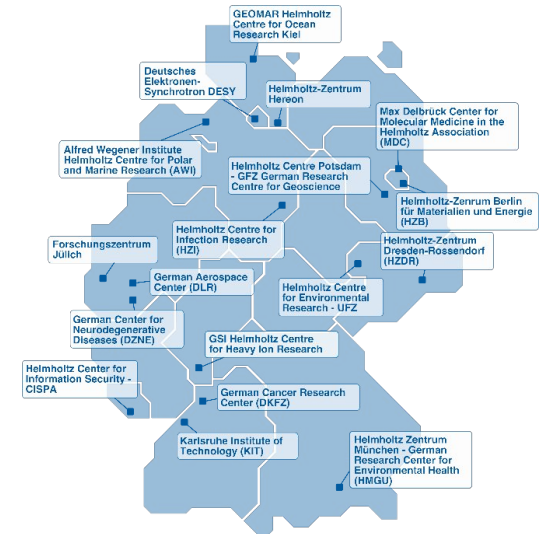 GEOMAR Helmholtz
Centre for Ocean
Research Kiel
Deutsches
Elektronen-
Synchrotron DESY
Helmholtz-Zentrum
Hereon
Max Delbrück Center for
Molecular Medicine in the
Helmholtz Association
(MDC)
Alfred Wegener Institute
Helmholtz Centre for Polar
and Marine Research (AWI)
Helmholtz Centre Potsdam
- GFZ German Research
Centre for Geoscience
Helmholtz-Zenrum Berlin
für Materialien und Energie
(HZB)
Helmholtz Centre for
Infection Research
(HZI)
Helmholtz-Zentrum
Dresden-Rossendorf
(HZDR)
Forschungszentrum
Jülich
German Aerospace
Center (DLR)
Helmholtz Centre
for Environmental
Research - UFZ
German Center for
Neurodegenerative
Diseases (DZNE)
GSI Helmholtz Centre
for Heavy Ion Research
Helmholtz Center for
Information Security -
CISPA
German Cancer Research
Center (DKFZ)
Karlsruhe Institute of
Technology (KIT)
Helmholtz Zentrum
München - German
Research Center for
Environmental Health
(HMGU)